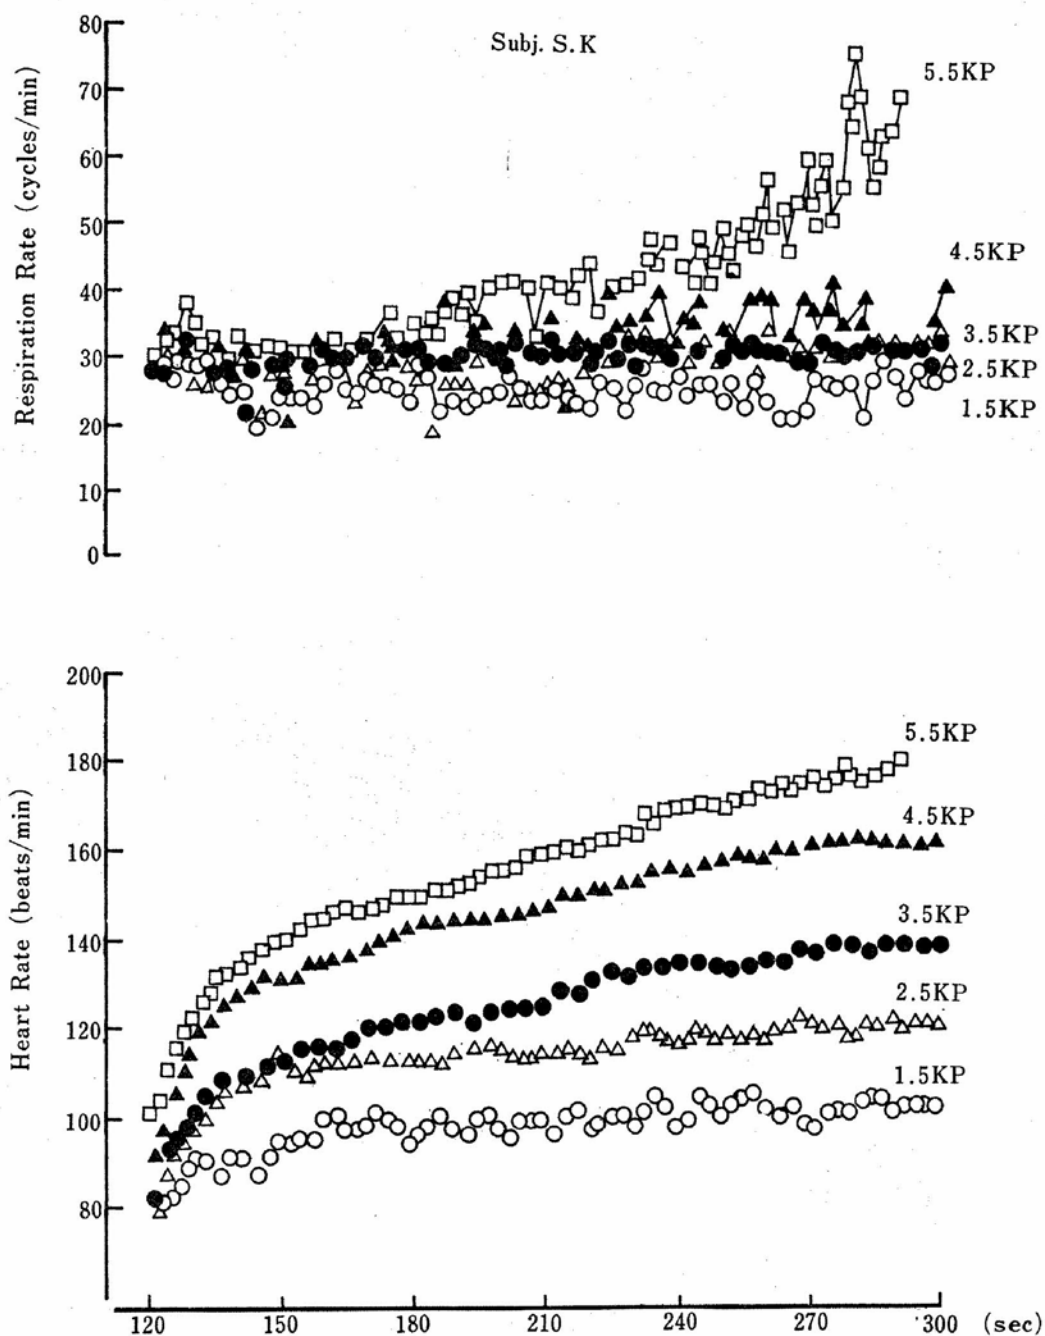 Subj. S.K
Respiration Rate (cycles/min)
80
70
60
50
40
30
20
10
0
5.5KP
4.5KP
3.5KP
2.5KP
1.5KP
Heart Rate (beats/min)
200
180
160
140
120
100
80
5.5KP
4.5KP
3.5KP
2.5KP
1.5KP
120 150 180 210 240 270 300 (sec)